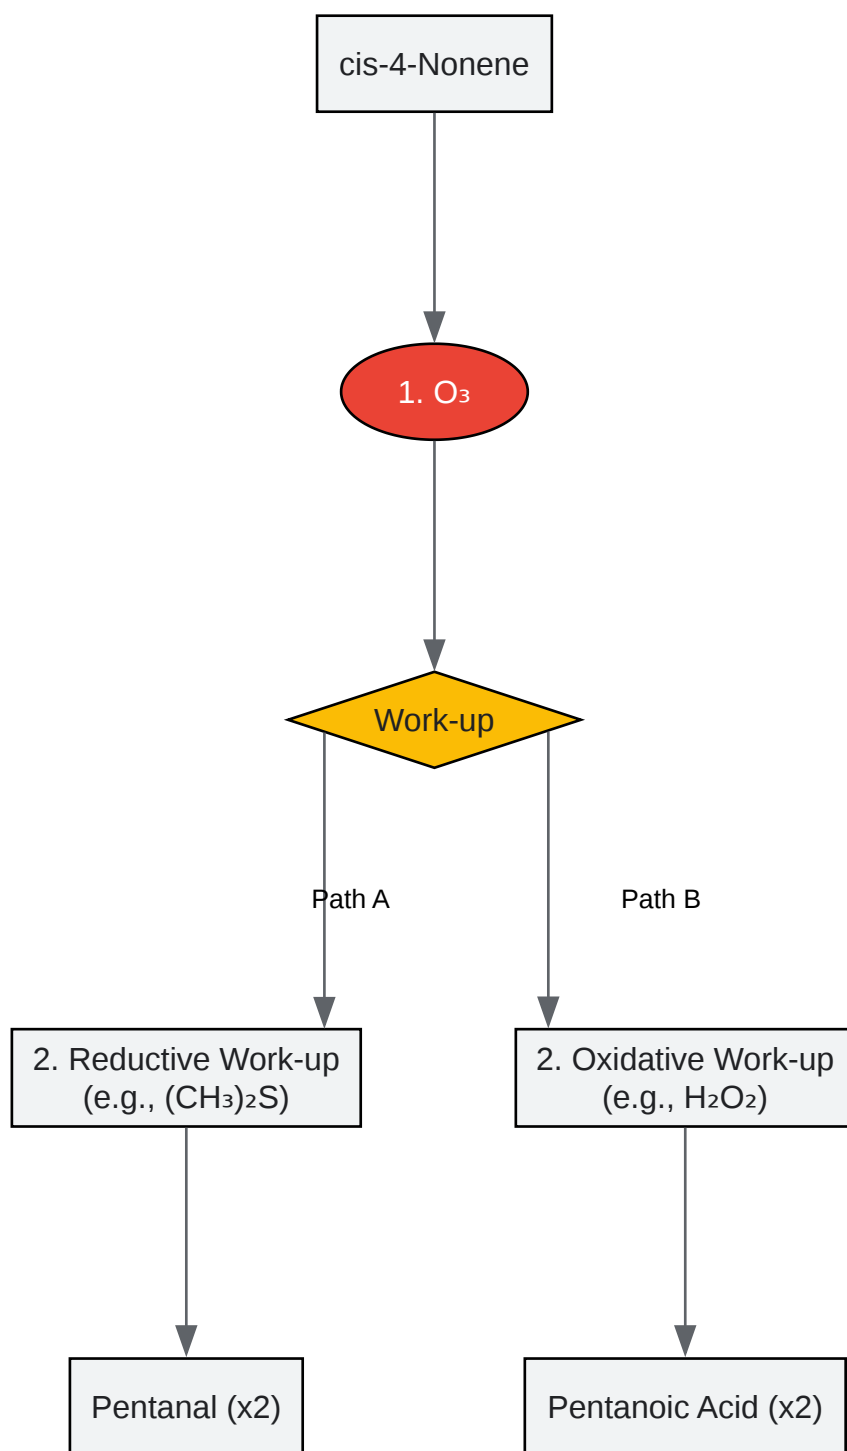 cis-4-Nonene
1. O₃
Work-up
Path A
Path B
2. Reductive Work-up
(e.g., (CH₃)₂S)
2. Oxidative Work-up
(e.g., H₂O₂)
Pentanal (x2)
Pentanoic Acid (x2)